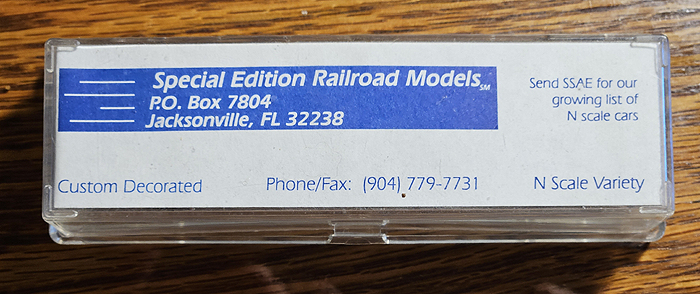 Special Edition Railroad Models SM
P.O. Box 7804
Jacksonville, FL 32238
Send SSAE for our
growing list of
N scale cars
Custom Decorated
Phone/Fax: (904) 779-7731
N Scale Variety